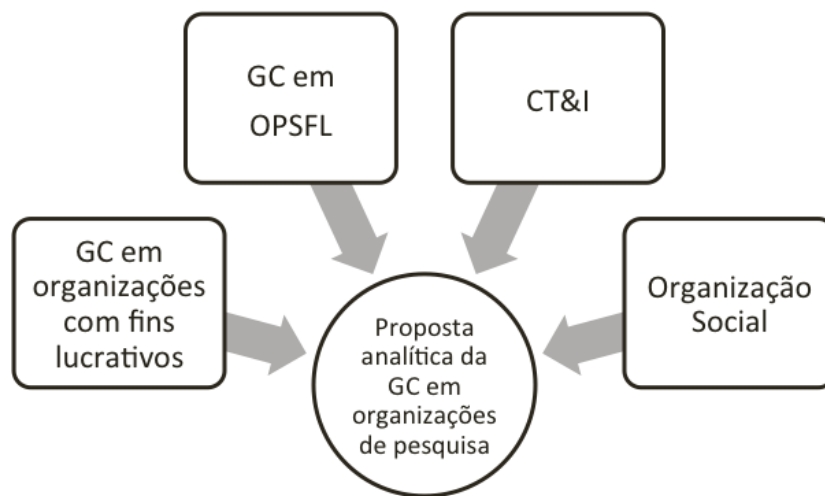 GC em
OPSFL
CT&I
GC em
organizações
com fins
lucrativos
Organização
Social
Proposta
analítica da
GC em
organizações
de pesquisa